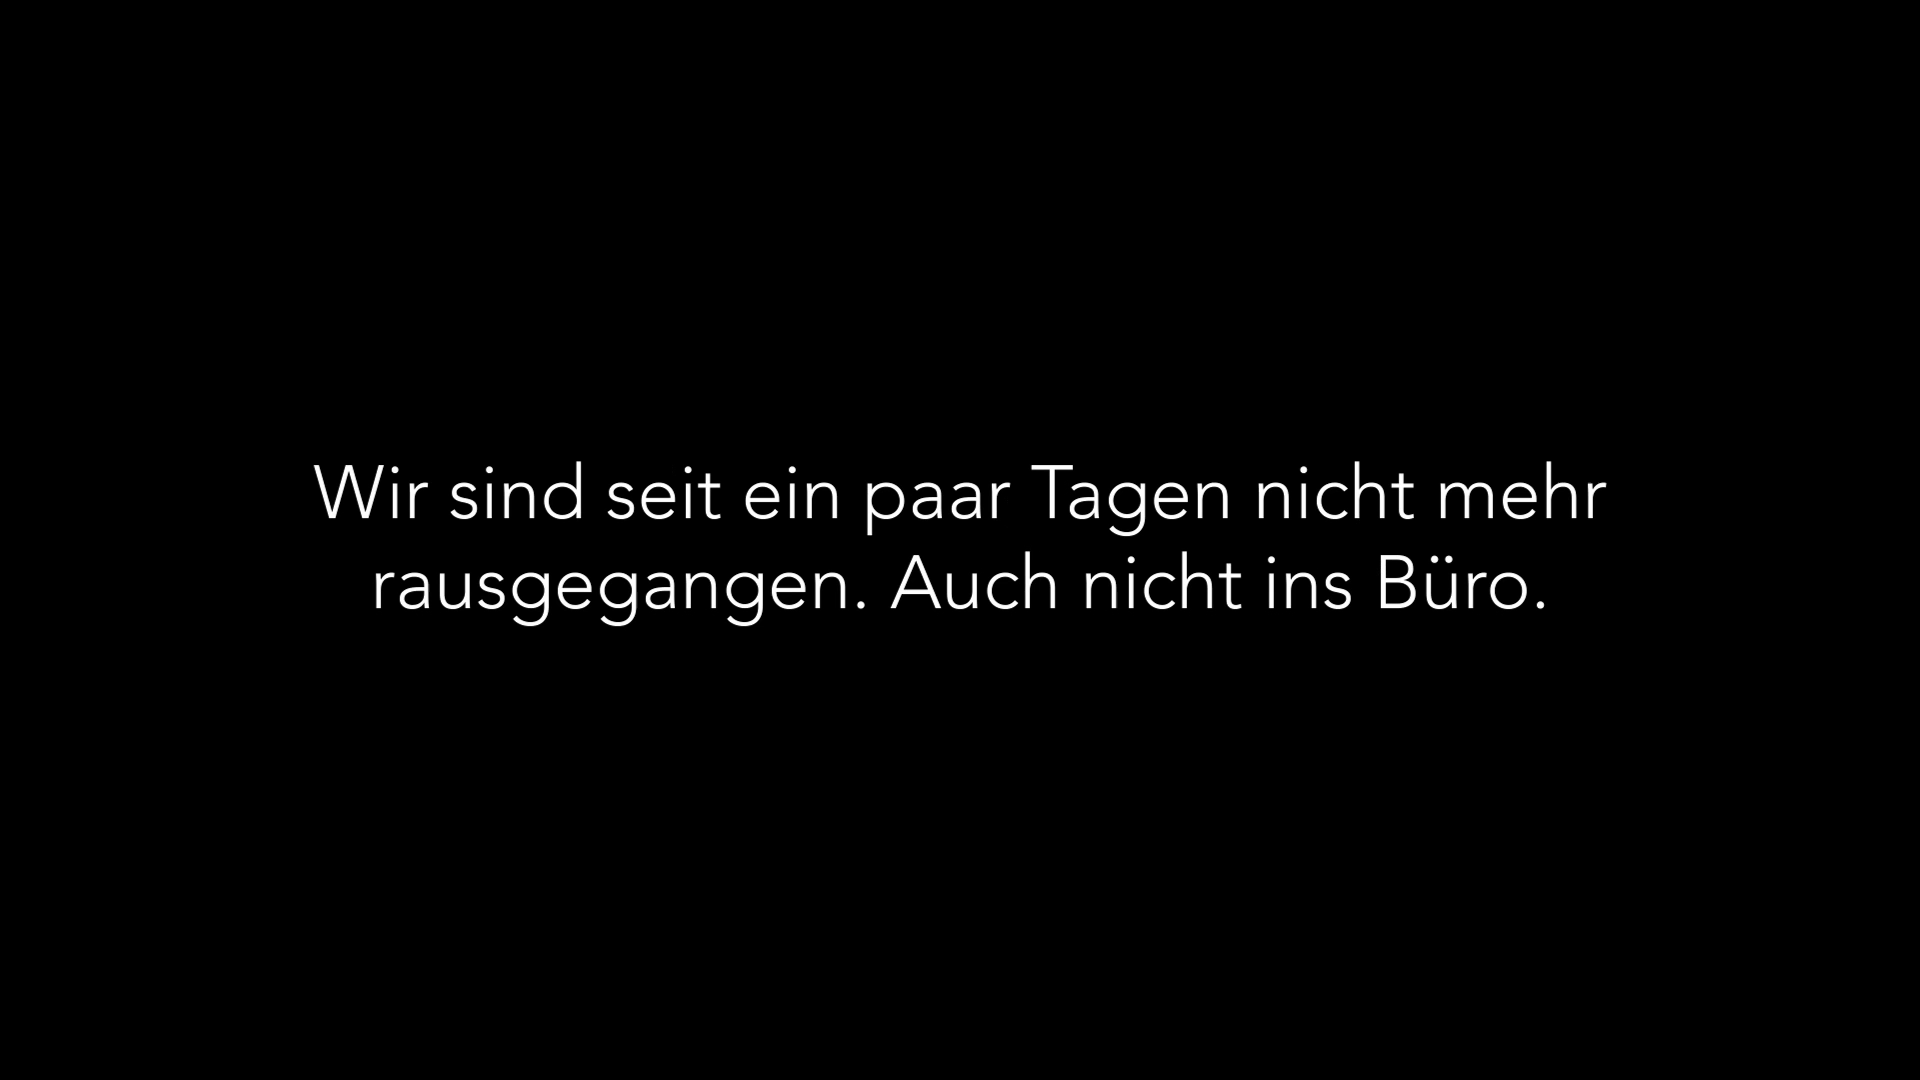 Wir sind seit ein paar Tagen nicht mehr
rausgegangen. Auch nicht ins Büro.